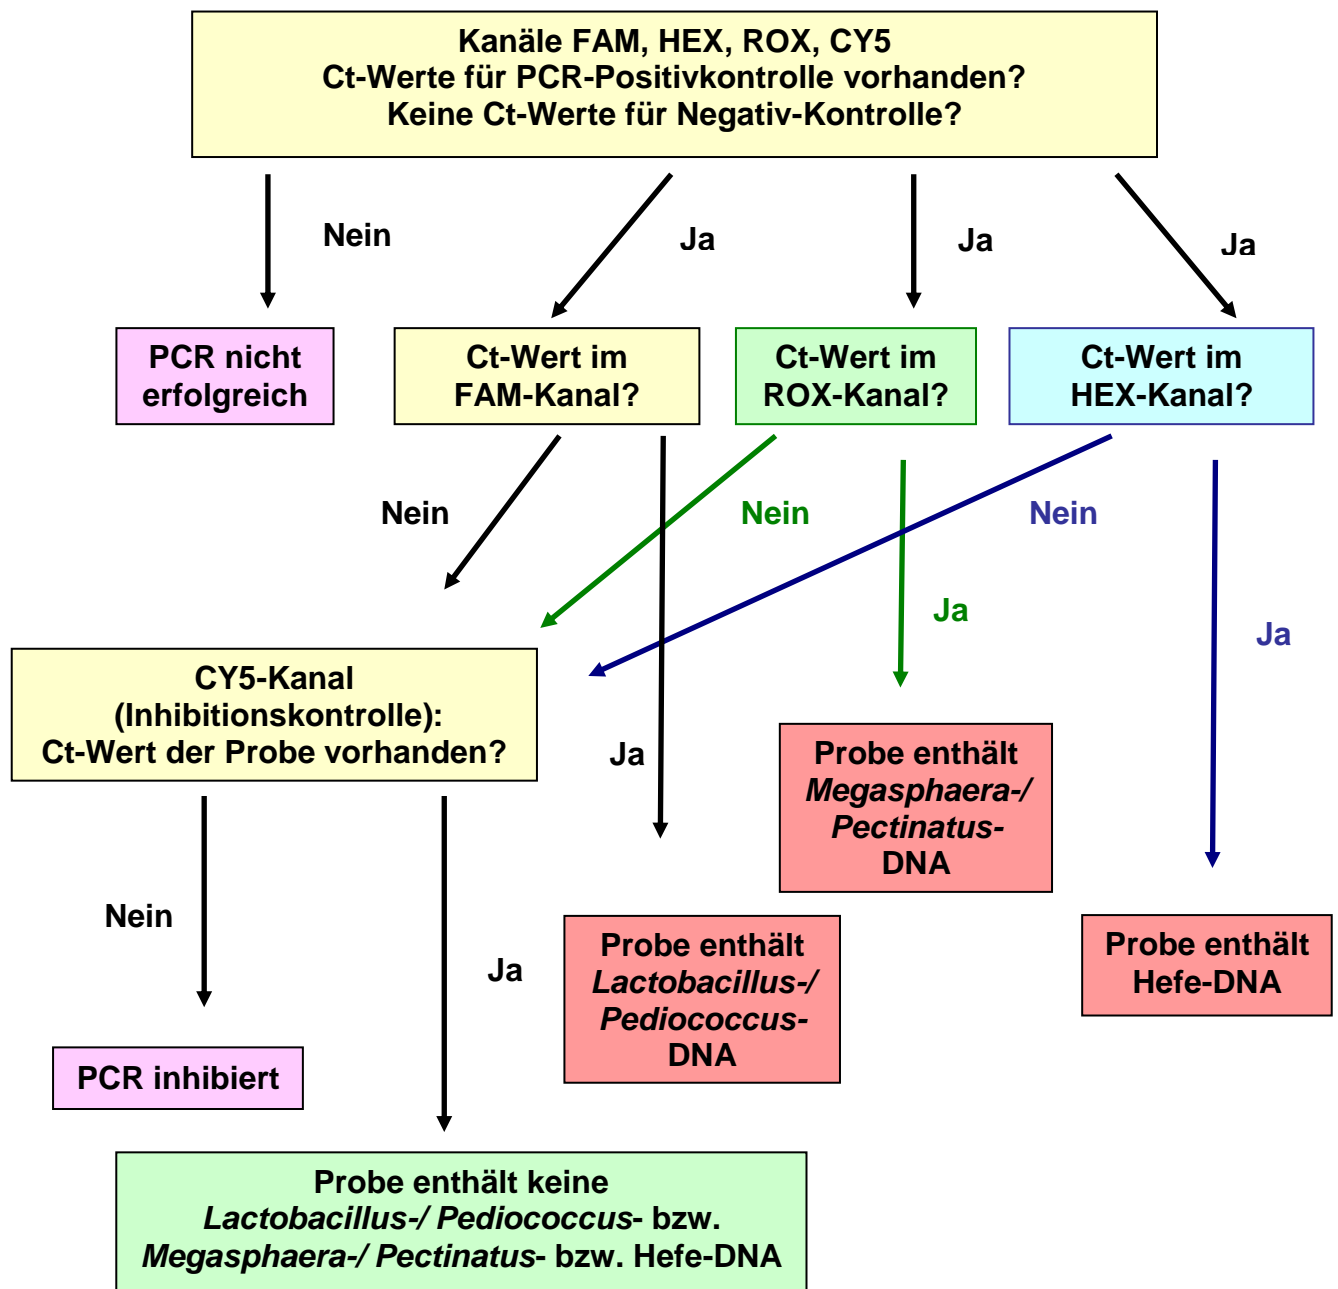 Kanäle FAM, HEX, ROX, CY5
Ct-Werte für PCR-Positivkontrolle vorhanden?
Keine Ct-Werte für Negativ-Kontrolle?
Nein
Ja
Ja
Ja
PCR nicht
erfolgreich
Ct-Wert im
FAM-Kanal?
Ct-Wert im
ROX-Kanal?
Ct-Wert im
HEX-Kanal?
Nein
Nein
Nein
Ja
Ja
CY5-Kanal
(Inhibitionskontrolle):
Ct-Wert der Probe vorhanden?
Ja
Probe enthält
Megasphaera-/
Pectinatus-
DNA
Nein
Ja
Probe enthält
Lactobacillus-/
Pediococcus-
DNA
Probe enthält
Hefe-DNA
PCR inhibiert
Probe enthält keine
Lactobacillus-/ Pediococcus- bzw.
Megasphaera-/ Pectinatus- bzw. Hefe-DNA